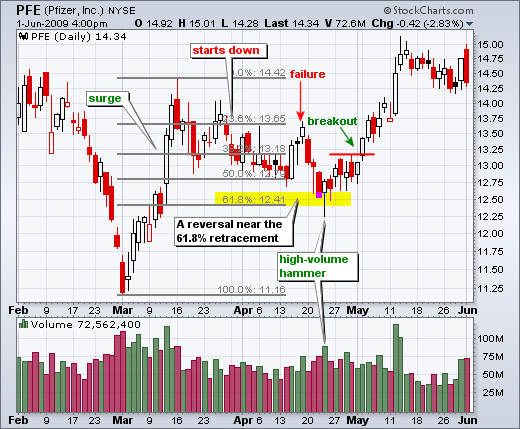 PFE (Pfizer, Inc.) NYSE
© StockCharts.com
1-Jun-2009 4:00pm
O 14.92 H 15.01 L 14.28 Last 14.34 V 72.6M Chg -0.42 (-2.83%)
PFE (Daily) 14.34
starts down
0.0%: 14.42
failure
surge
23.6%: 13.65
breakout
38.2%: 13.18
50.0%: 12.79
61.8%: 12.41
A reversal near the
61.8% retracement
high-volume
hammer
100.0%: 11.16
15.00
14.75
14.50
14.25
14.00
13.75
13.50
13.25
13.00
12.75
12.50
12.25
12.00
11.75
11.50
11.25
Feb 9 17 23 Mar 9 16 23 Apr 6 13 20 27 May 11 18 26 Jun
Volume 72,562,400
100M
75M
50M
25M
Feb 9 17 23 Mar 9 16 23 Apr 6 13 20 27 May 11 18 26 Jun